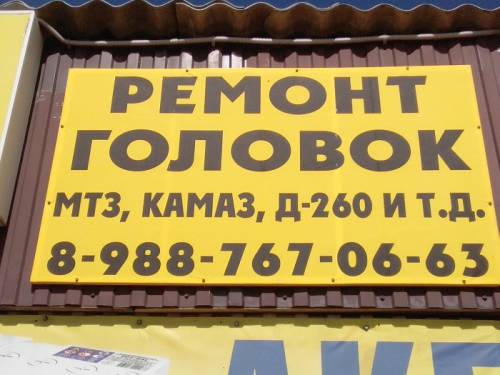 РЕМОНТ
ГОЛОВОК
МТЗ, КАМАЗ, Д-260 И Т.Д.
8-988-767-06-63